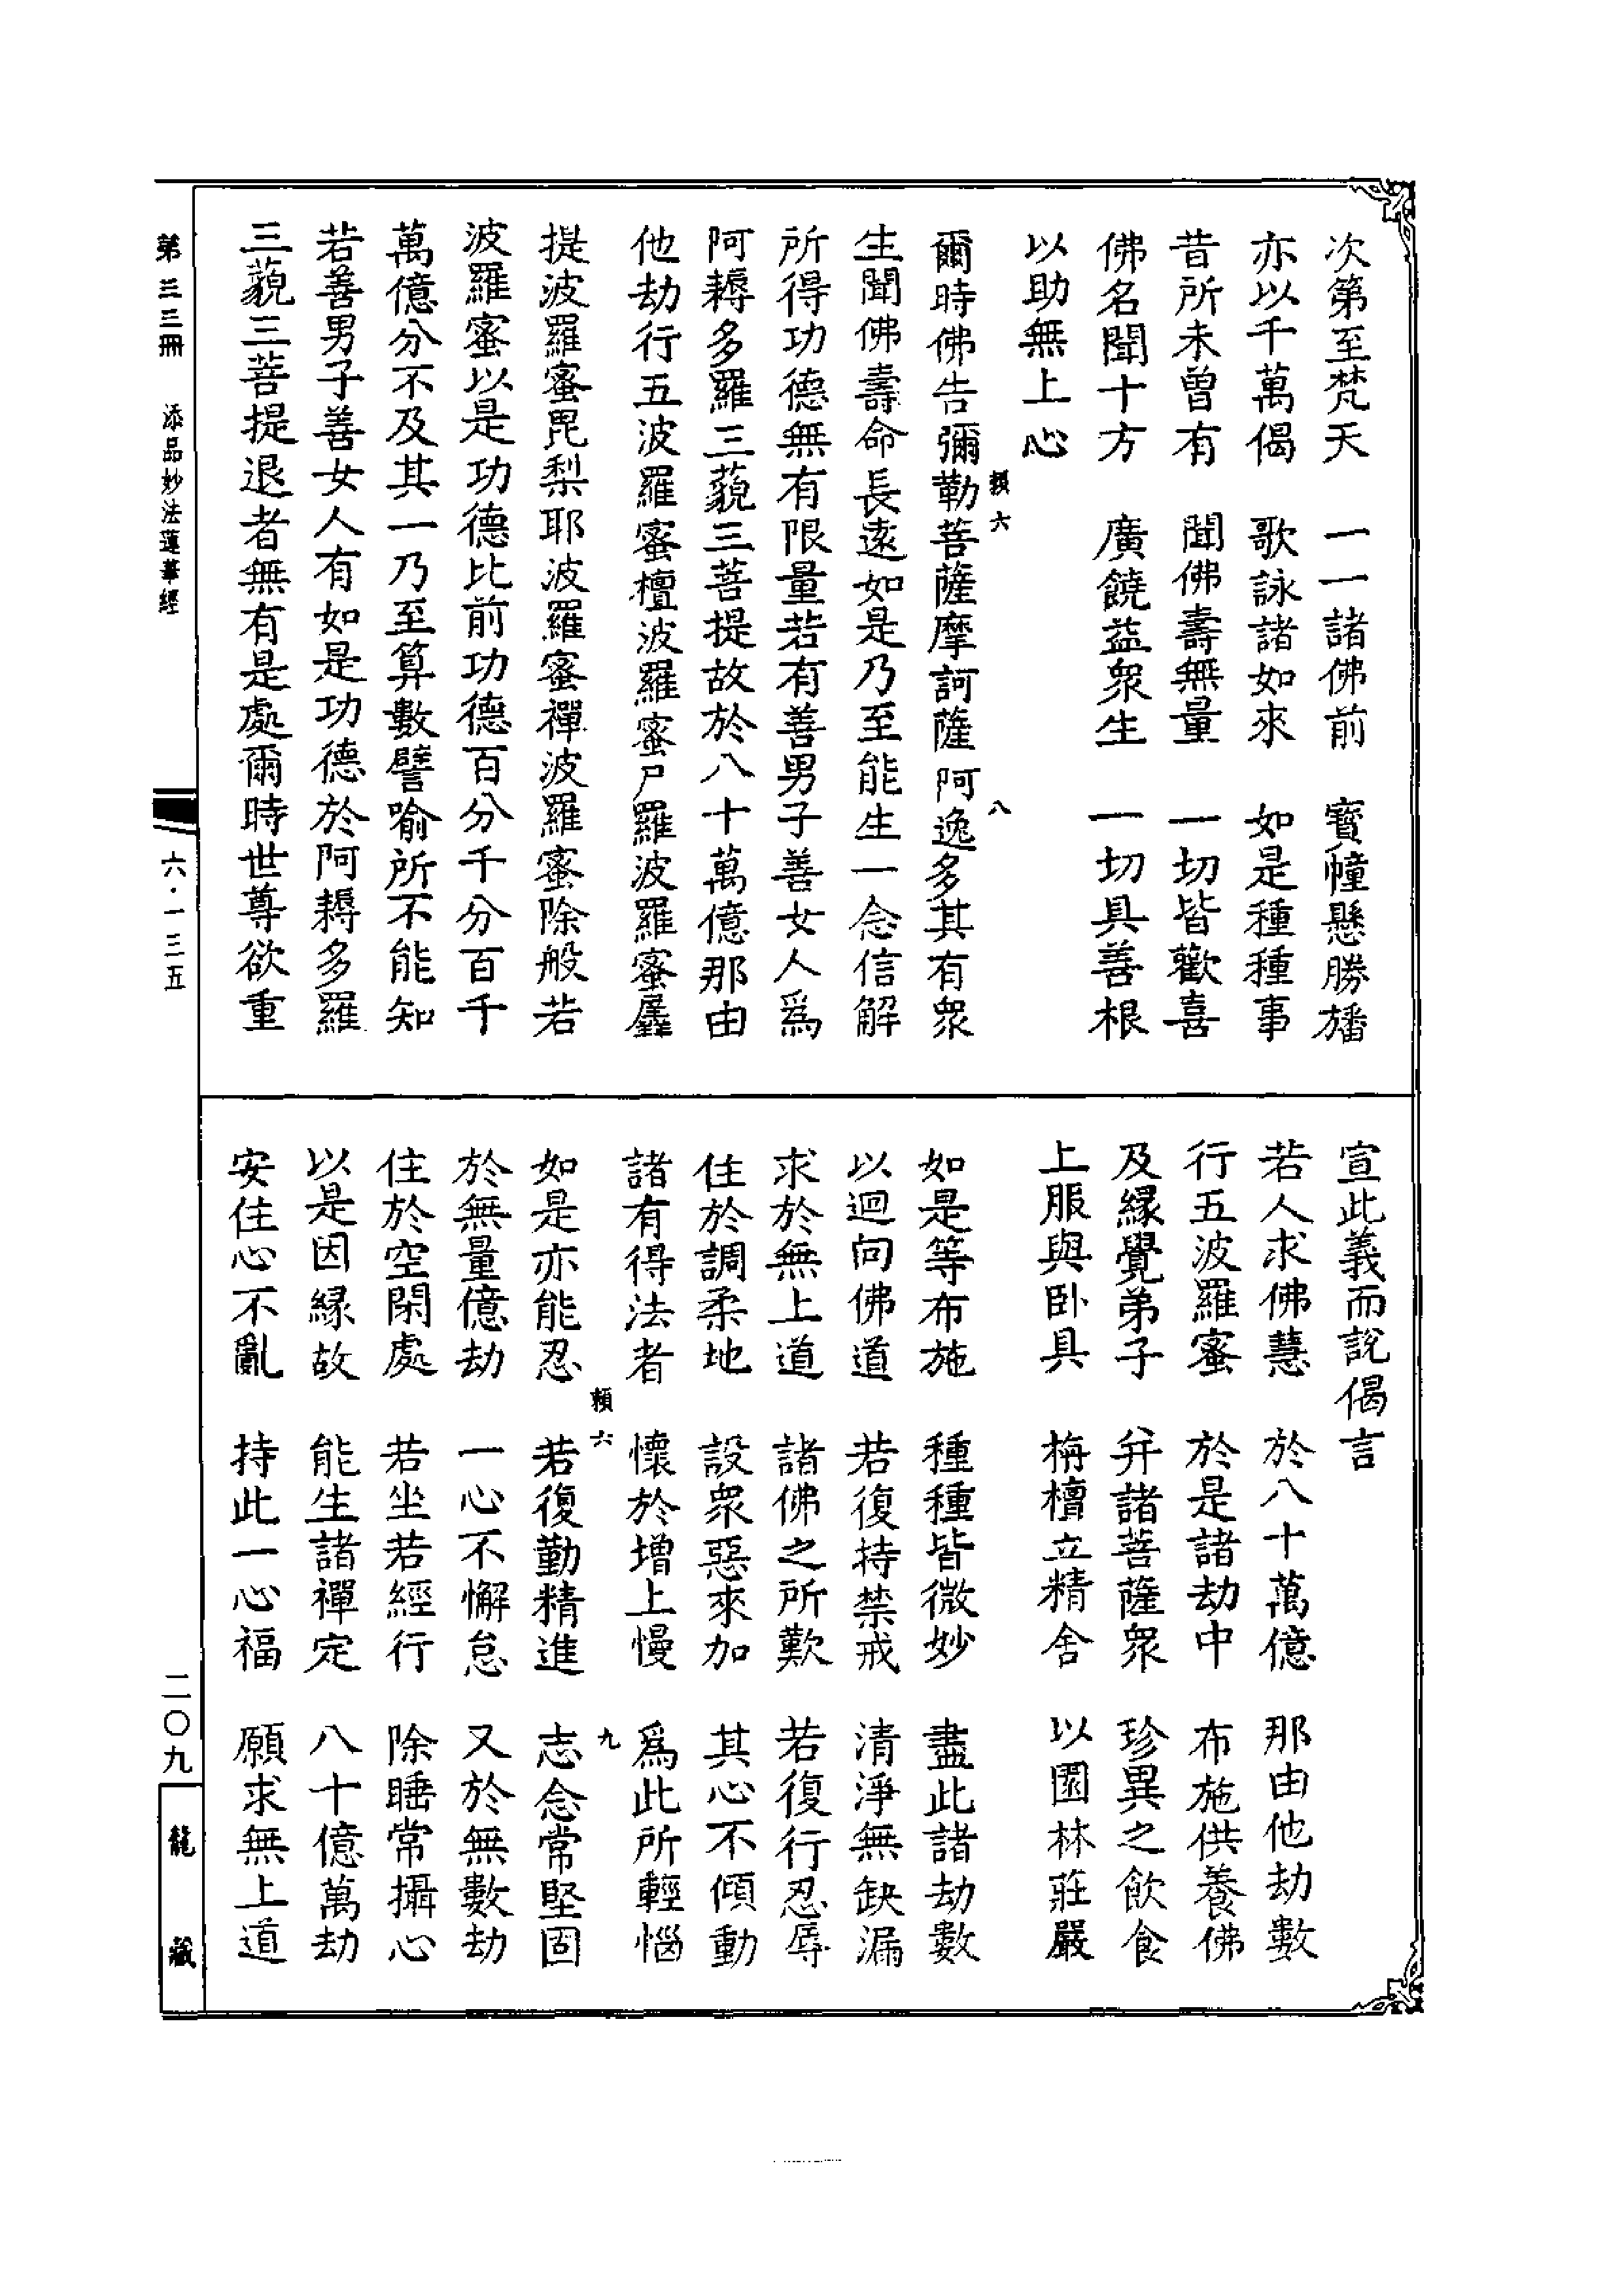 次第至梵天　一一諸佛前　寶幢懸勝旛
亦以千萬偈　歌詠諸如來　如是種種事
昔所未曾有　聞佛壽無量　一切皆歡喜
佛名聞十方　廣饒益衆生　一切具善根
以助無上心
頼六　八
爾時佛告彌勒菩薩摩訶薩阿逸多其有衆
生聞佛壽命長遠如是乃至能生一念信解
所得功德無有限量若有善男子善女人爲
阿耨多羅三藐三菩提故於八十萬億那由
他劫行五波羅蜜檀波羅蜜尸羅波羅蜜羼
提波羅蜜毘梨耶波羅蜜禪波羅蜜除般若
波羅蜜以是功德比前功德百分千分百千
萬億分不及其一乃至算數譬喻所不能知
若善男子善女人有如是功德於阿耨多羅
三藐三菩提退者無有是處爾時世尊欲重
宣此義而說偈言
若人求佛慧　於八十萬億　那由他劫數
行五波羅蜜　於是諸劫中　布施供養佛
及緣覺弟子　并諸菩薩衆　珍異之飲食
上服與卧具　栴檀立精舍　以園林莊嚴
如是等布施　種種皆微妙　盡此諸劫數
以迴向佛道　若復持禁戒　清淨無缺漏
求於無上道　諸佛之所歎　若復行忍辱
住於調柔地　設衆惡來加　其心不傾動
諸有得法者　懷於增上慢　爲此所輕惱
頼六　九
如是亦能忍　若復勤精進　志念常堅固
於無量億劫　一心不懈怠　又於無數劫
住於空閑處　若坐若經行　除睡常攝心
以是因緣故　能生諸禪定　八十億萬劫
安住心不亂　持此一心福　願求無上道
第三三冊　添品妙法蓮華經
六·一三五
二〇九
龍藏